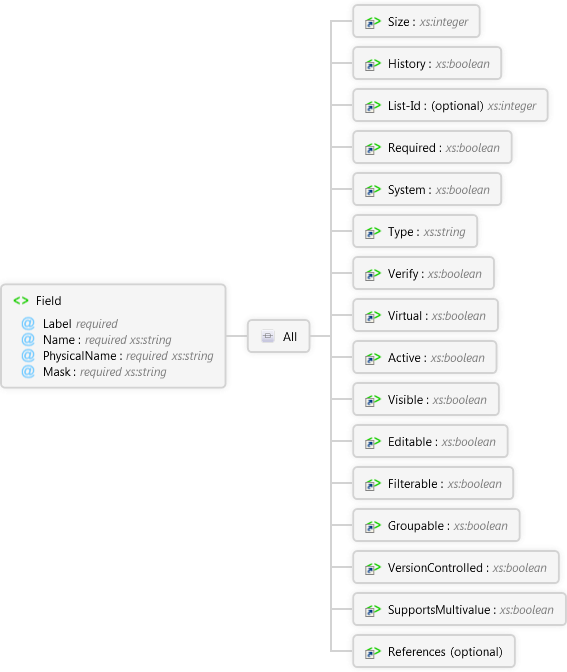 Field
@ Label required
@ Name : required xs:string
@ PhysicalName : required xs:string
@ Mask : required xs:string
All
Size : xs:integer
History : xs:boolean
List-Id : (optional) xs:integer
Required : xs:boolean
System : xs:boolean
Type : xs:string
Verify : xs:boolean
Virtual : xs:boolean
Active : xs:boolean
Visible : xs:boolean
Editable : xs:boolean
Filterable : xs:boolean
Groupable : xs:boolean
VersionControlled : xs:boolean
SupportsMultivalue : xs:boolean
References (optional)